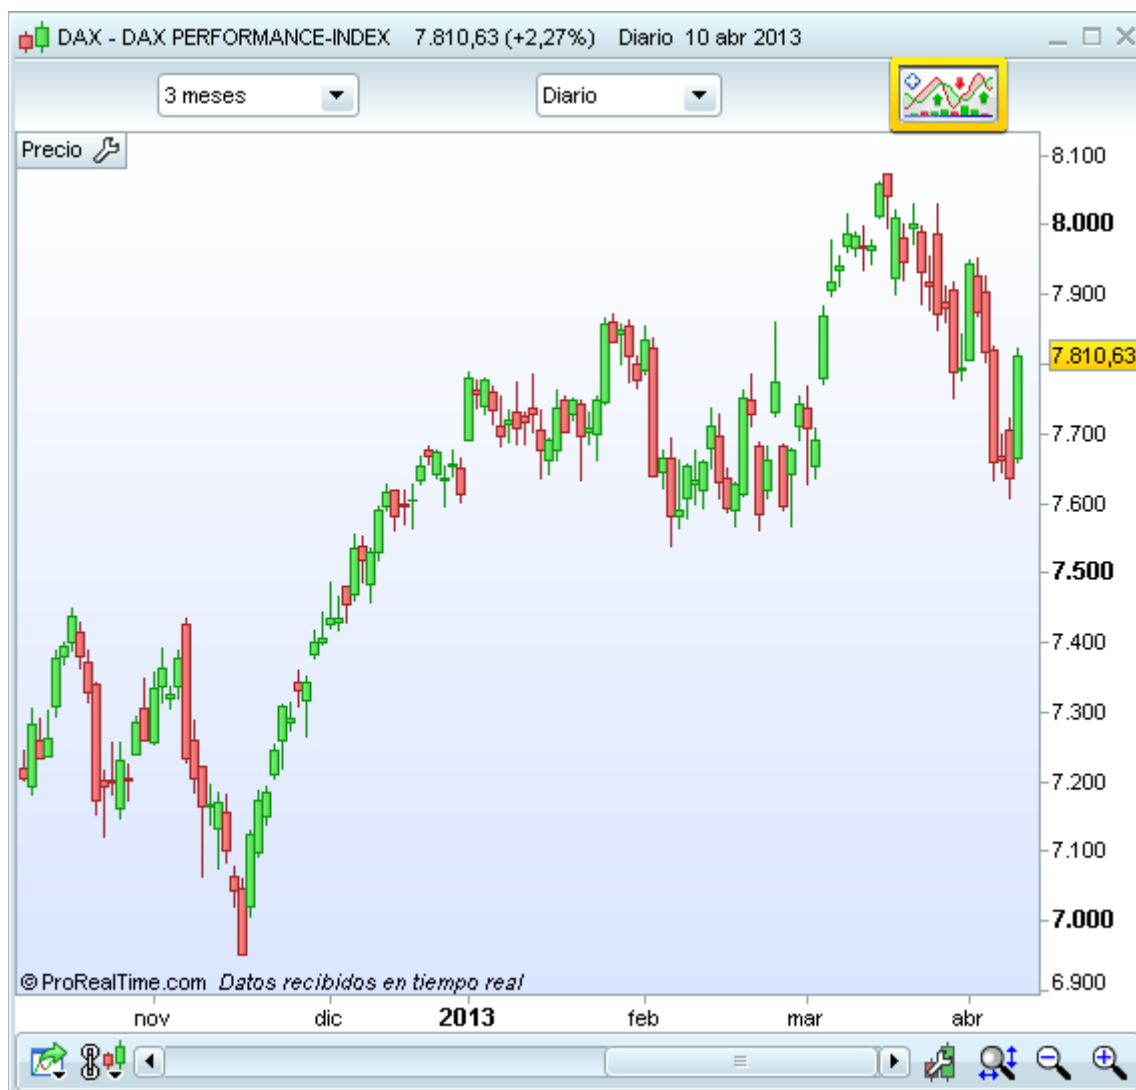 DAX - DAX PERFORMANCE-INDEX 7.810,63 (+2,27%) Diario 10 abr 2013
3 meses Diario
Precio
8.100
8.000
7.900
7.810,63
7.700
7.600
7.500
7.400
7.300
7.200
7.100
7.000
6.900
© ProRealTime.com Datos recibidos en tiempo real
nov dic 2013 feb mar abr